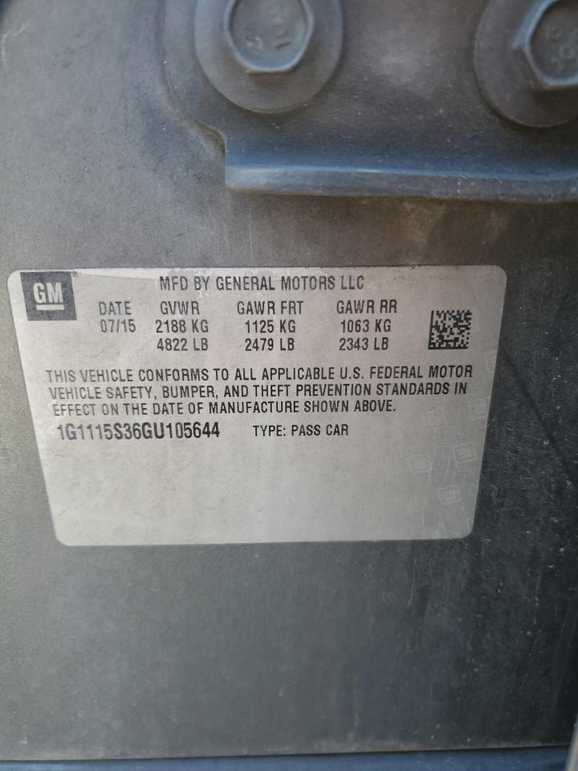 GM
MFD BY GENERAL MOTORS LLC
DATE GVWR GAWR FRT GAWR RR
07/15 2188 KG 1125 KG 1063 KG
4822 LB 2479 LB 2343 LB
THIS VEHICLE CONFORMS TO ALL APPLICABLE U.S. FEDERAL MOTOR
VEHICLE SAFETY, BUMPER, AND THEFT PREVENTION STANDARDS IN
EFFECT ON THE DATE OF MANUFACTURE SHOWN ABOVE.
1G1115S36GU105644 TYPE: PASS CAR